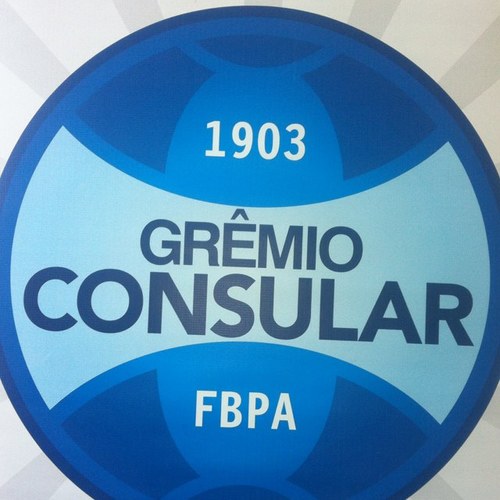 1903
GRÊMIO
CONSULAR
FBPA